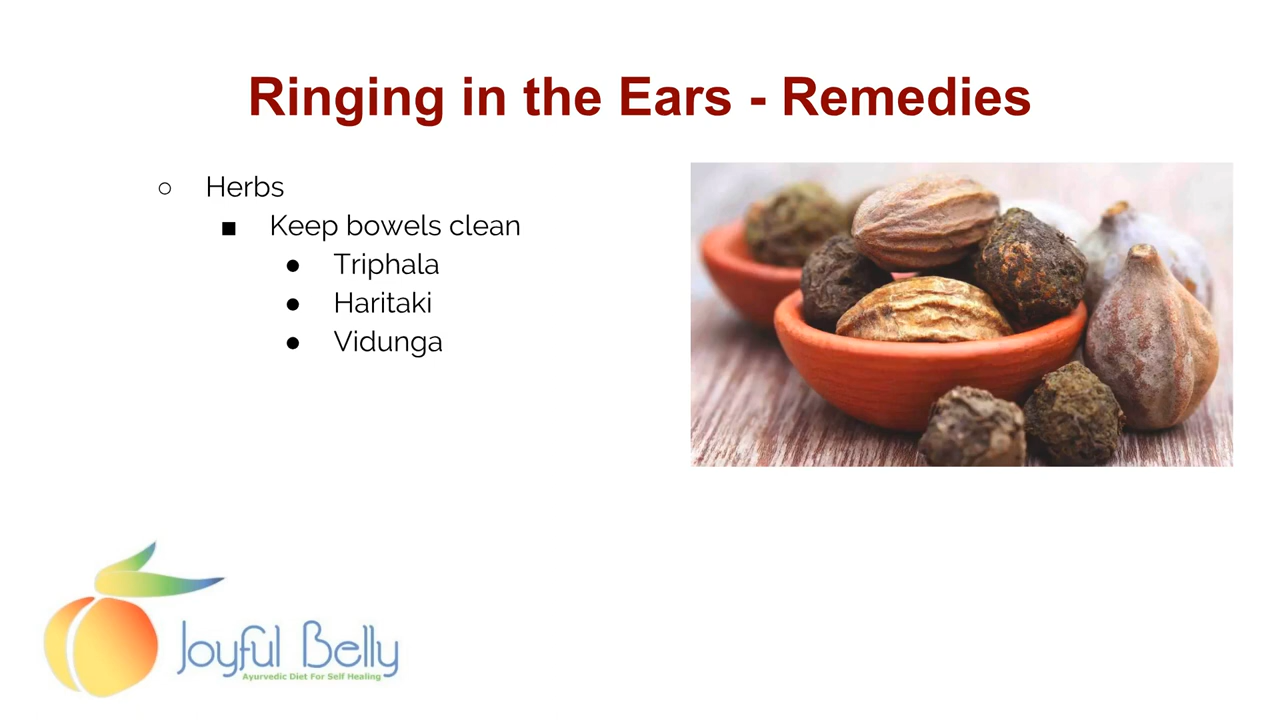 Ringing in the Ears - Remedies
○ Herbs
■ Keep bowels clean
● Triphala
● Haritaki
● Vidunga
Joyful Belly
Ayurvedic Diet For Self Healing